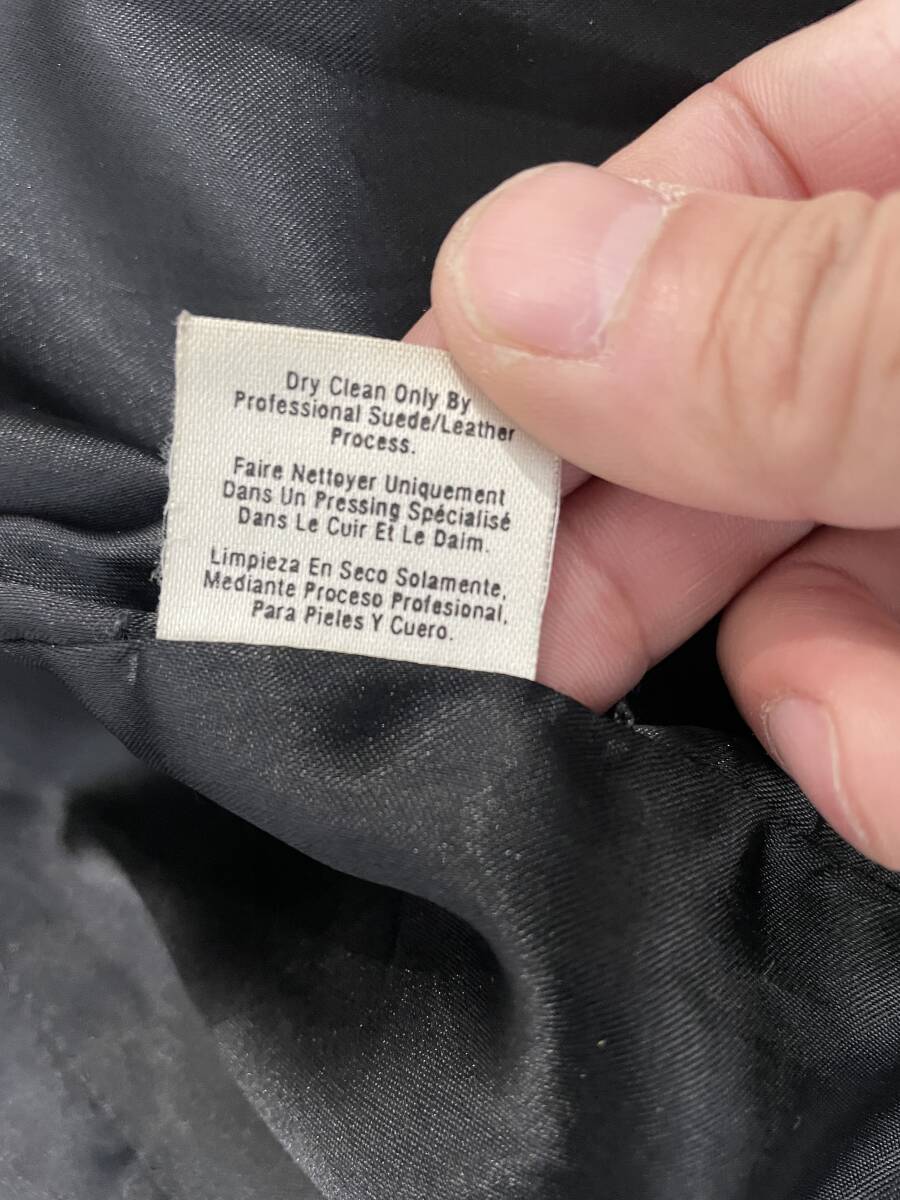 Dry Clean Only By
Professional Suede/Leather
Process.
Faire Nettoyer Uniquement
Dans Un Pressing Spécialisé
Dans Le Cuir Et Le Daim.
Limpieza En Seco Solamente,
Mediante Proceso Profesional,
Para Pieles Y Cuero.